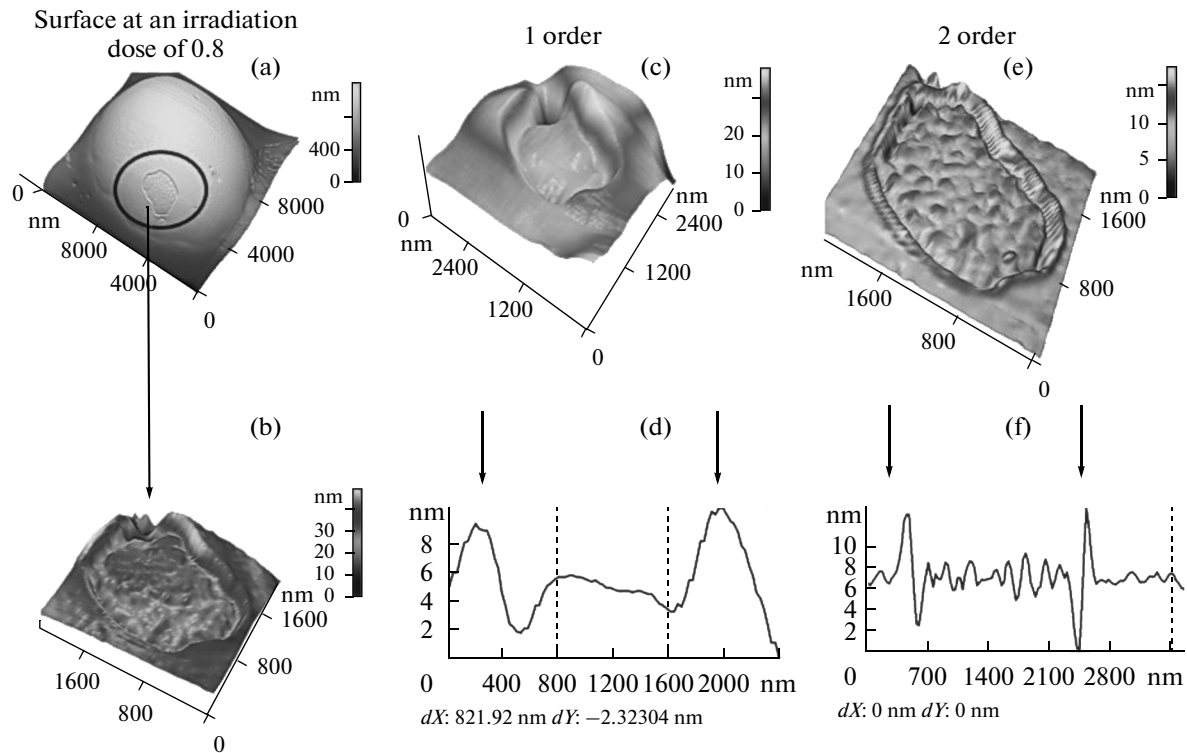 Surface at an irradiation
dose of 0.8
(a)
nm
400
0
0
nm
8000
4000
0
4000
8000
(b)
nm
30
20
10
0
nm
1600
800
0
800
1600
1 order
(c)
nm
20
10
0
0
nm
2400
1200
0
1200
nm
2400
(d)
nm
8
6
4
2
0
400
800
1200
1600
2000
nm
dX: 821.92 nm dY: −2.32304 nm
2 order
(e)
nm
15
10
5
0
nm
1600
800
0
800
nm
1600
(f)
nm
10
8
6
4
2
0
700
1400
2100
2800
nm
dX: 0 nm dY: 0 nm